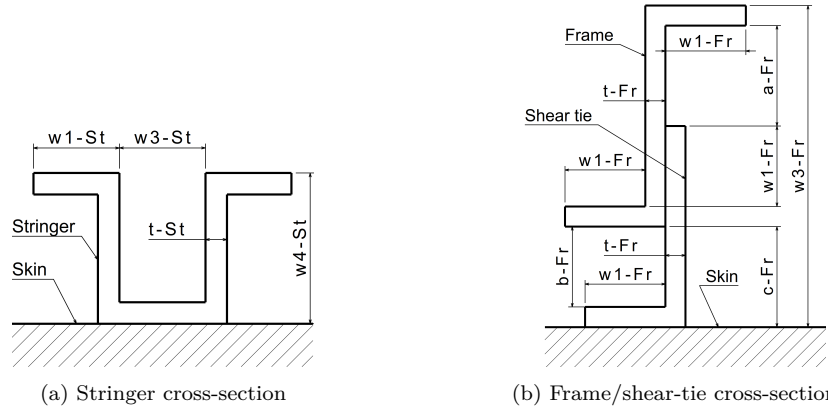 w1-St
w3-St
Stringer
t-St
Skin
w4-St
(a) Stringer cross-section
Frame
w1-Fr
t-Fr
a-Fr
Shear tie
w1-Fr
w1-Fr
w3-Fr
t-Fr
b-Fr
w1-Fr
Skin
c-Fr
(b) Frame/shear-tie cross-section